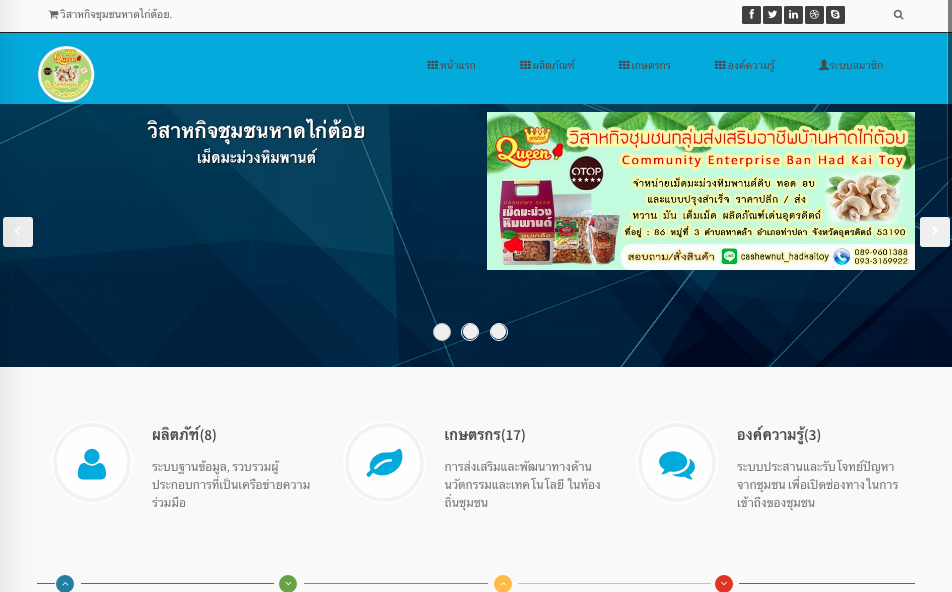 วิสาหกิจชุมชนหาดไก่ต้อย.
หน้าแรก
ผลิตภัณฑ์
เกษตรกร
องค์ความรู้
ระบบสมาชิก
วิสาหกิจชุมชนหาดไก่ต้อย
เม็ดมะม่วงหิมพานต์
Queen
วิสาหกิจชุมชนกลุ่มส่งเสริมอาชีพบ้านหาดไก่ต้อย
Community Enterprise Ban Had Kai Toy
OTOP
จำหน่ายเม็ดมะม่วงหิมพานต์ดิบ ทอด อบ
และแบบปรุงสำเร็จ ราคาปลีก / ส่ง
หวาน มัน เต็มเม็ด ผลิตภัณฑ์เด่นอุตรดิตถ์
ที่อยู่ : 86 หมู่ที่ 3 ตำบลหาดล้า อำเภอท่าปลา จังหวัดอุตรดิตถ์ 53190
CASHEWS SEED
เม็ดมะม่วง
หิมพานต์
สอบถาม/สั่งสินค้า
cashewnut_hadkaitoy
089-9601388
093-3159922
ผลิตภัฑ์(8)
ระบบฐานข้อมูล, รวบรวมผู้
ประกอบการที่เป็นเครือช่ายความ
ร่วมมือ
เกษตรกร(17)
การส่งเสริมและพัฒนาทางด้าน
นวัตกรรมและเทคโนโลยี ในท้อง
ถิ่นชุมชน
องค์ความรู้(3)
ระบบประสานและรับโจทย์ปัญหา
จากชุมชน เพื่อเปิดช่องทางในการ
เข้าถึงของชุมชน